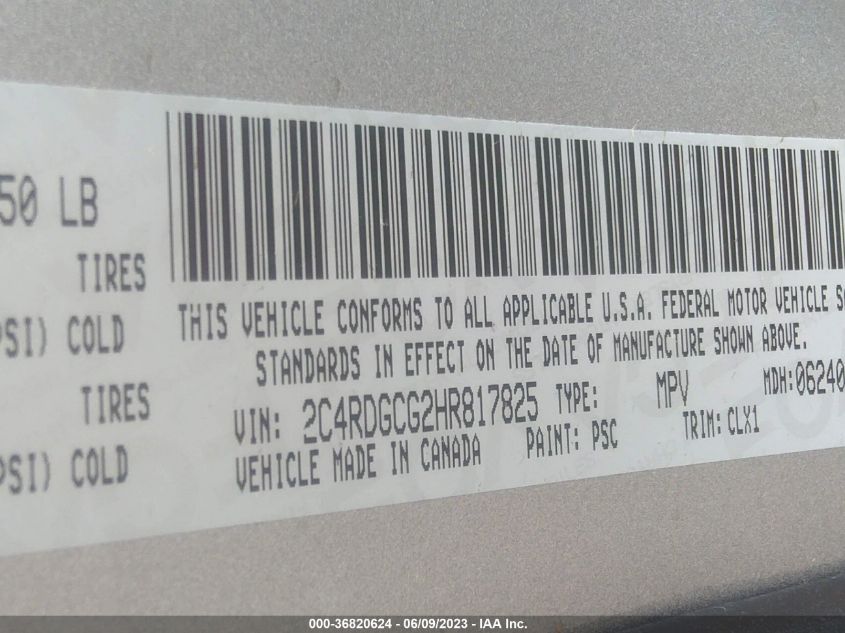 50 LB
TIRES
PSI) COLD
TIRES
PSI) COLD
THIS VEHICLE CONFORMS TO ALL APPLICABLE U.S.A. FEDERAL MOTOR VEHICLE
STANDARDS IN EFFECT ON THE DATE OF MANUFACTURE SHOWN ABOVE.
VIN: 2C4RDGCG2HR817825 TYPE: MPV MDH: 06240
VEHICLE MADE IN CANADA PAINT: PSC TRIM: CLX1
000-36820624 - 06/09/2023 - IAA Inc.